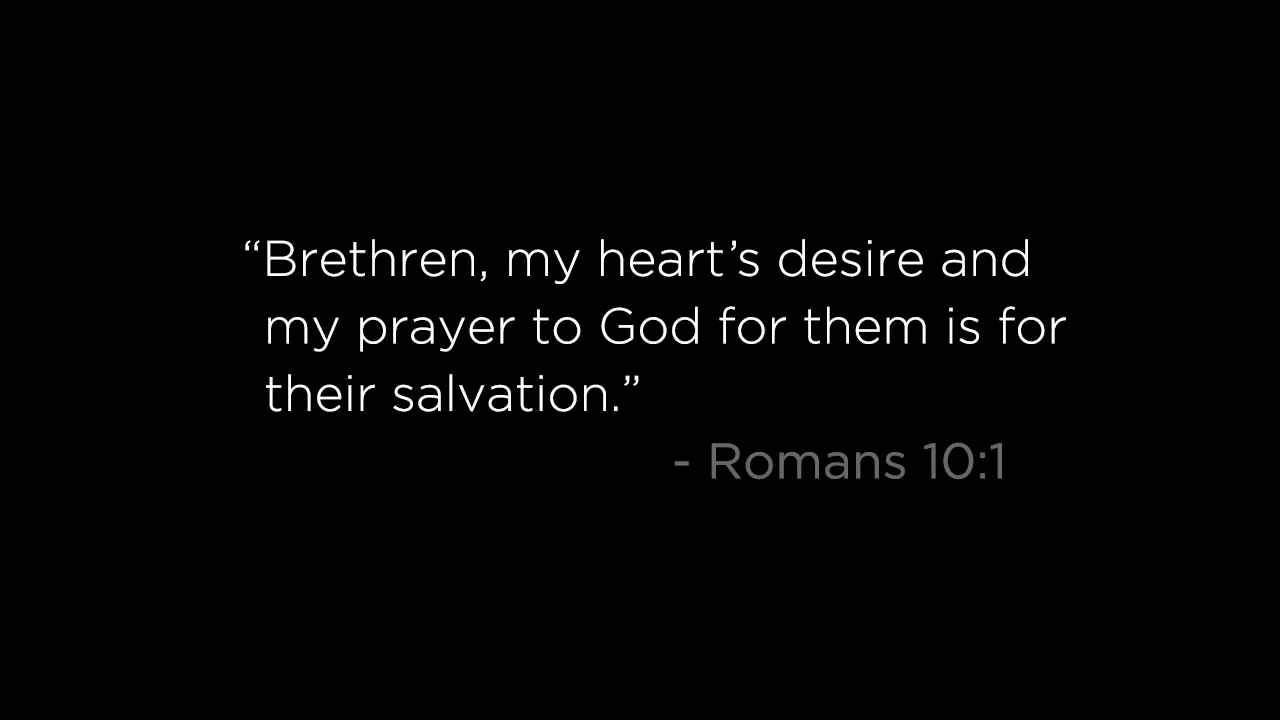 “Brethren, my heart’s desire and
my prayer to God for them is for
their salvation.”
- Romans 10:1